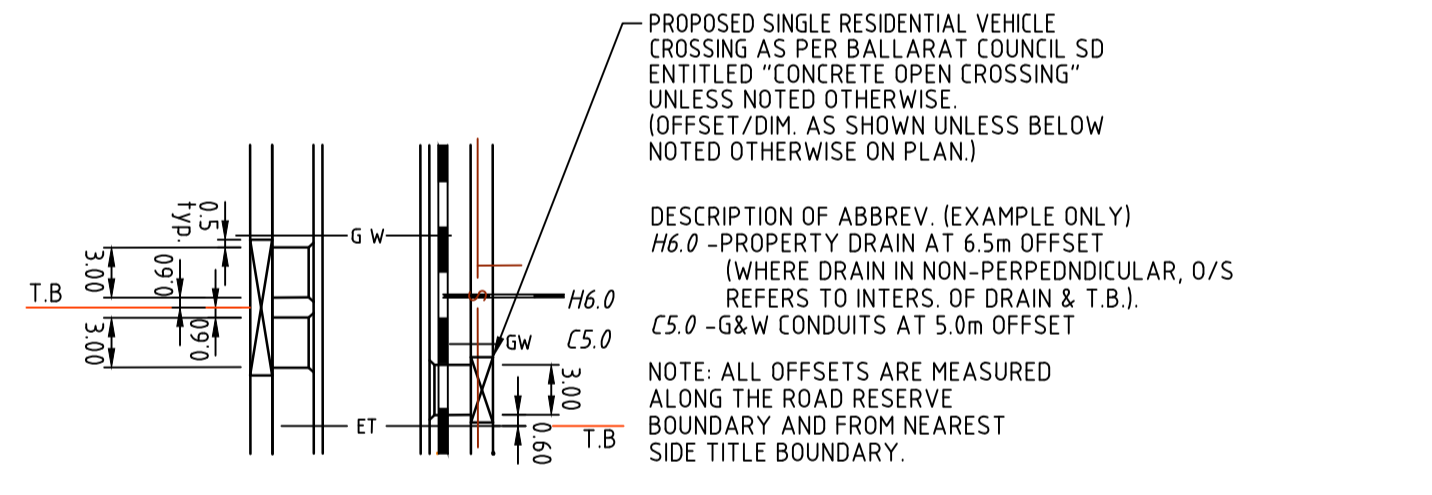 PROPOSED SINGLE RESIDENTIAL VEHICLE
CROSSING AS PER BALLARAT COUNCIL SD
ENTITLED "CONCRETE OPEN CROSSING"
UNLESS NOTED OTHERWISE.
(OFFSET/DIM. AS SHOWN UNLESS BELOW
NOTED OTHERWISE ON PLAN.)
DESCRIPTION OF ABBREV. (EXAMPLE ONLY)
H6.0 -PROPERTY DRAIN AT 6.5m OFFSET
(WHERE DRAIN IN NON-PERPEDNDICULAR, O/S
REFERS TO INTERS. OF DRAIN & T.B.).
C5.0 -G&W CONDUITS AT 5.0m OFFSET
NOTE: ALL OFFSETS ARE MEASURED
ALONG THE ROAD RESERVE
BOUNDARY AND FROM NEAREST
SIDE TITLE BOUNDARY.
0.5
typ.
3.00
0.60
T.B
3.00
0.60
G W
S
H6.0
GW
C5.0
3.00
ET
0.60
T.B